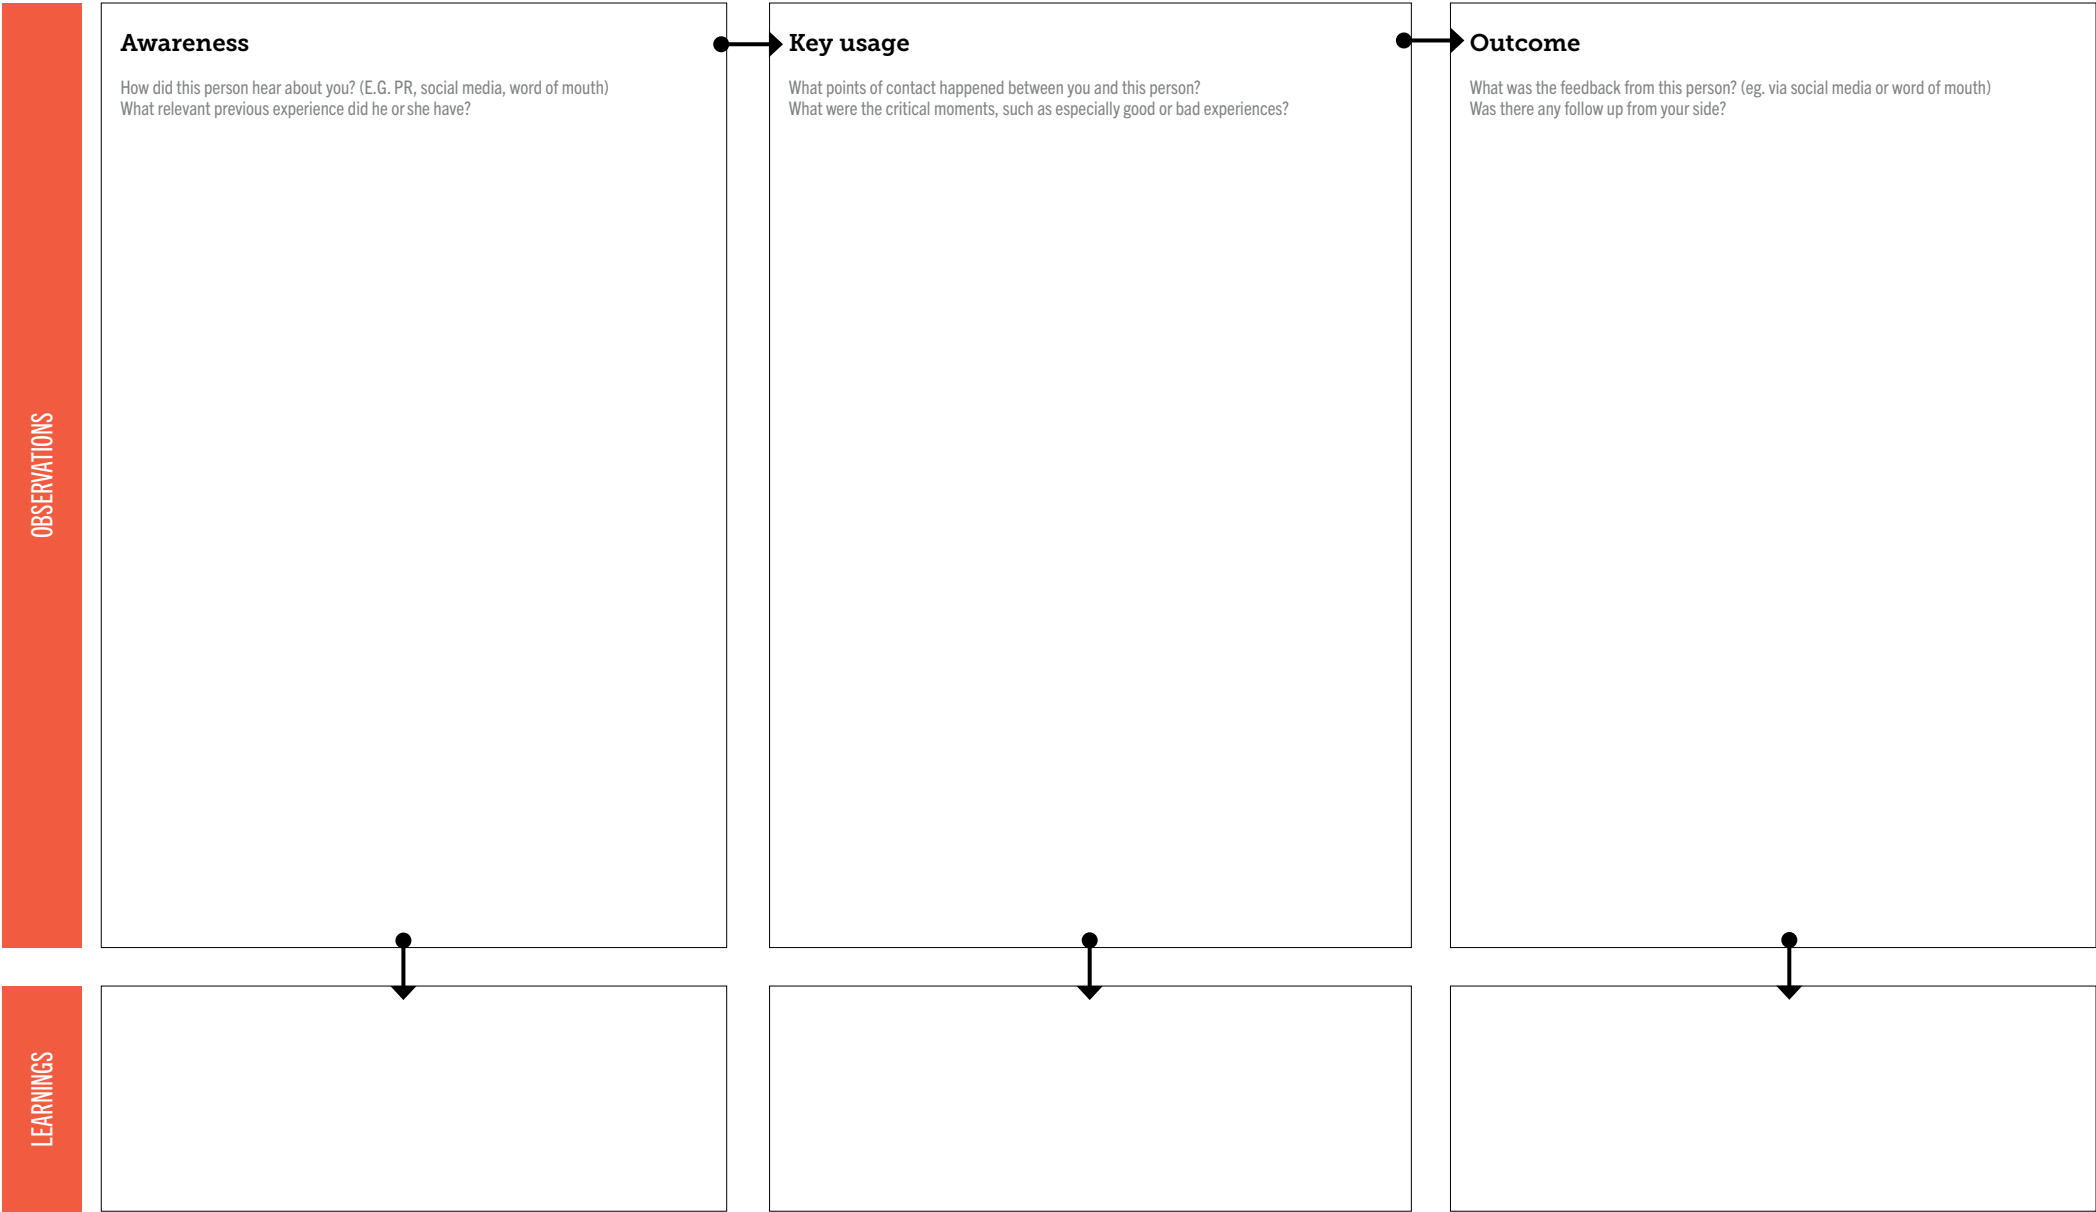 Awareness
How did this person hear about you? (E.G. PR, social media, word of mouth)
What relevant previous experience did he or she have?
Key usage
What points of contact happened between you and this person?
What were the critical moments, such as especially good or bad experiences?
Outcome
What was the feedback from this person? (eg. via social media or word of mouth)
Was there any follow up from your side?
OBSERVATIONS
LEARNINGS